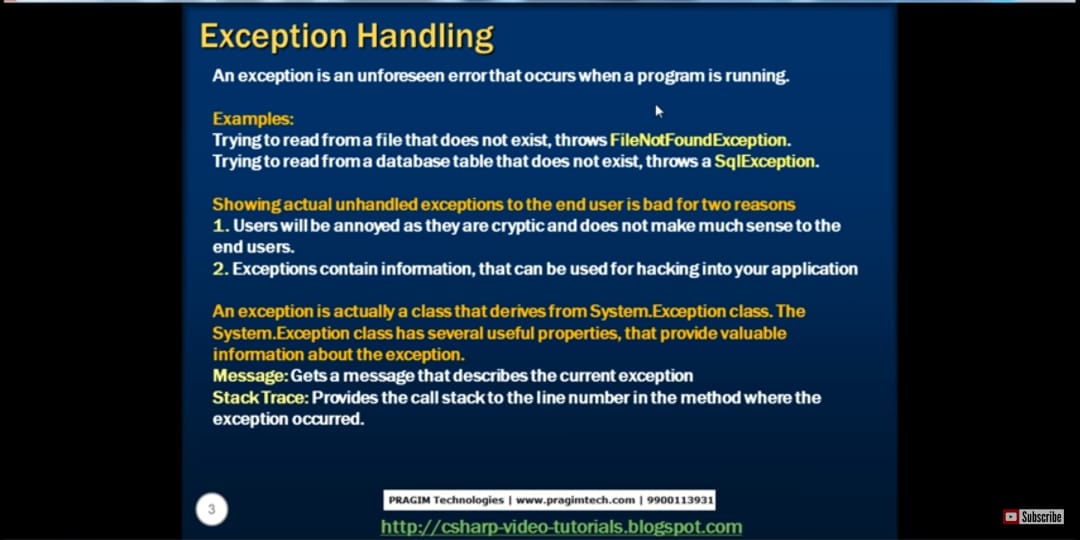 Exception Handling
An exception is an unforeseen error that occurs when a program is running.
Examples:
Trying to read from a file that does not exist, throws FileNotFoundException.
Trying to read from a database table that does not exist, throws a SqlException.
Showing actual unhandled exceptions to the end user is bad for two reasons
1. Users will be annoyed as they are cryptic and does not make much sense to the
end users.
2. Exceptions contain information, that can be used for hacking into your application
An exception is actually a class that derives from System.Exception class. The
System.Exception class has several useful properties, that provide valuable
information about the exception.
Message: Gets a message that describes the current exception
Stack Trace: Provides the call stack to the line number in the method where the
exception occurred.
3
PRAGIM Technologies | www.pragimtech.com | 9900113931
http://csharp-video-tutorials.blogspot.com
Subscribe